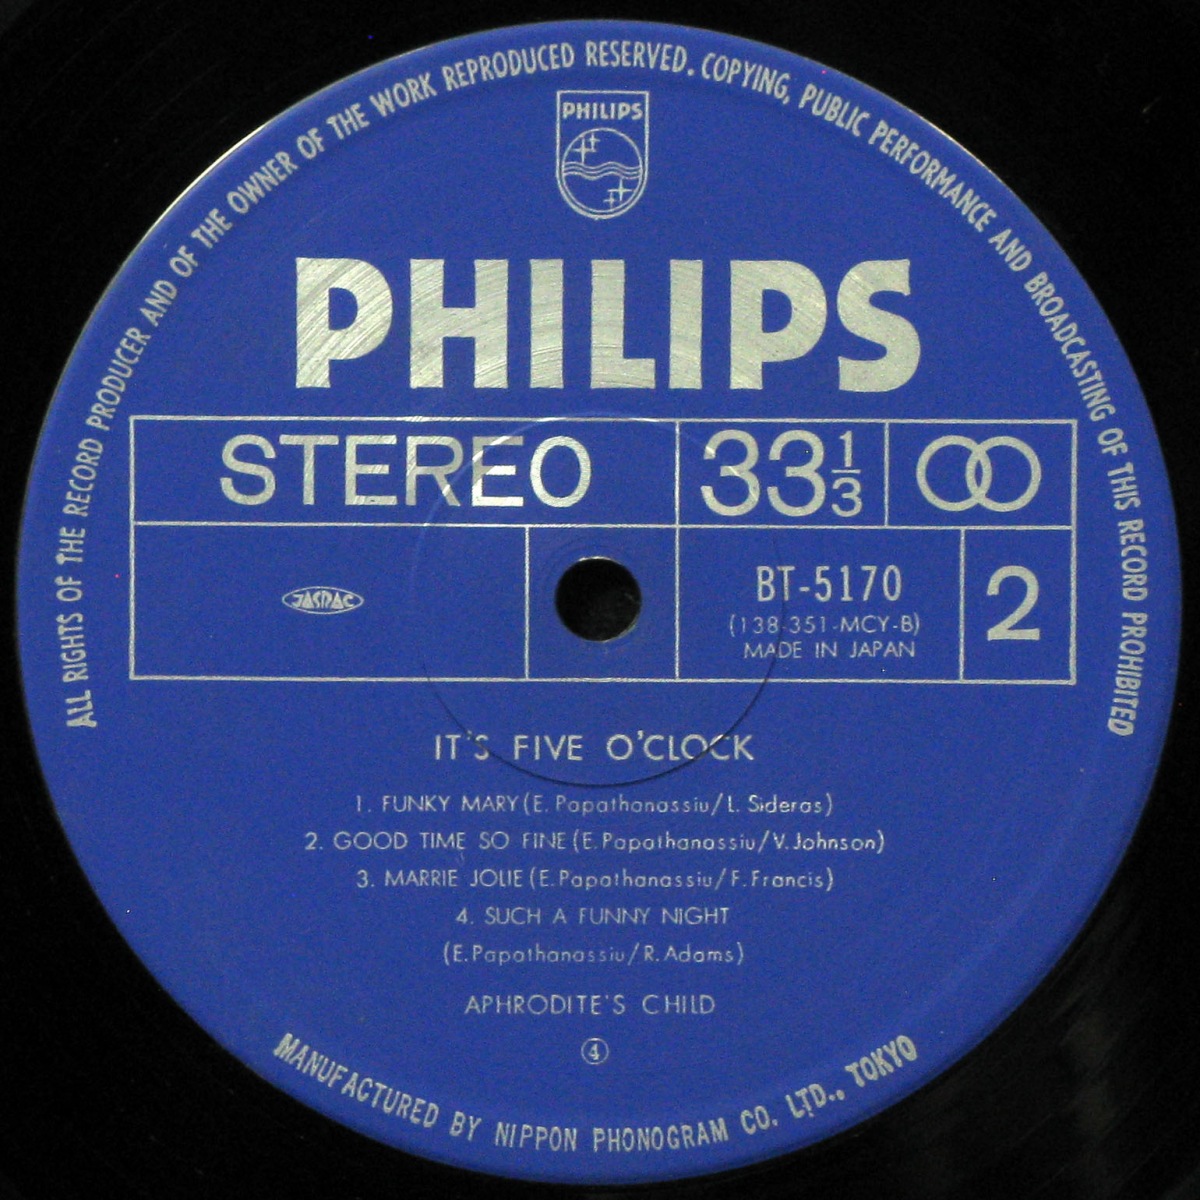 ALL RIGHTS OF THE RECORD PRODUCER AND OF THE OWNER OF THE WORK REPRODUCED RESERVED. COPYING, PUBLIC PERFORMANCE AND BROADCASTING OF THIS RECORD PROHIBITED
PHILIPS
PHILIPS
STEREO
33 1/3
JASRAC
BT-5170
(138-351-MCY-B)
MADE IN JAPAN
2
IT'S FIVE O'CLOCK
1. FUNKY MARY (E. Papathanassiu/L. Sideras)
2. GOOD TIME SO FINE (E. Papathanassiu/V. Johnson)
3. MARRIE JOLIE (E. Papathanassiu/F. Francis)
4. SUCH A FUNNY NIGHT
(E. Papathanassiu/R. Adams)
APHRODITE'S CHILD
④
MANUFACTURED BY NIPPON PHONOGRAM CO. LTD., TOKYO